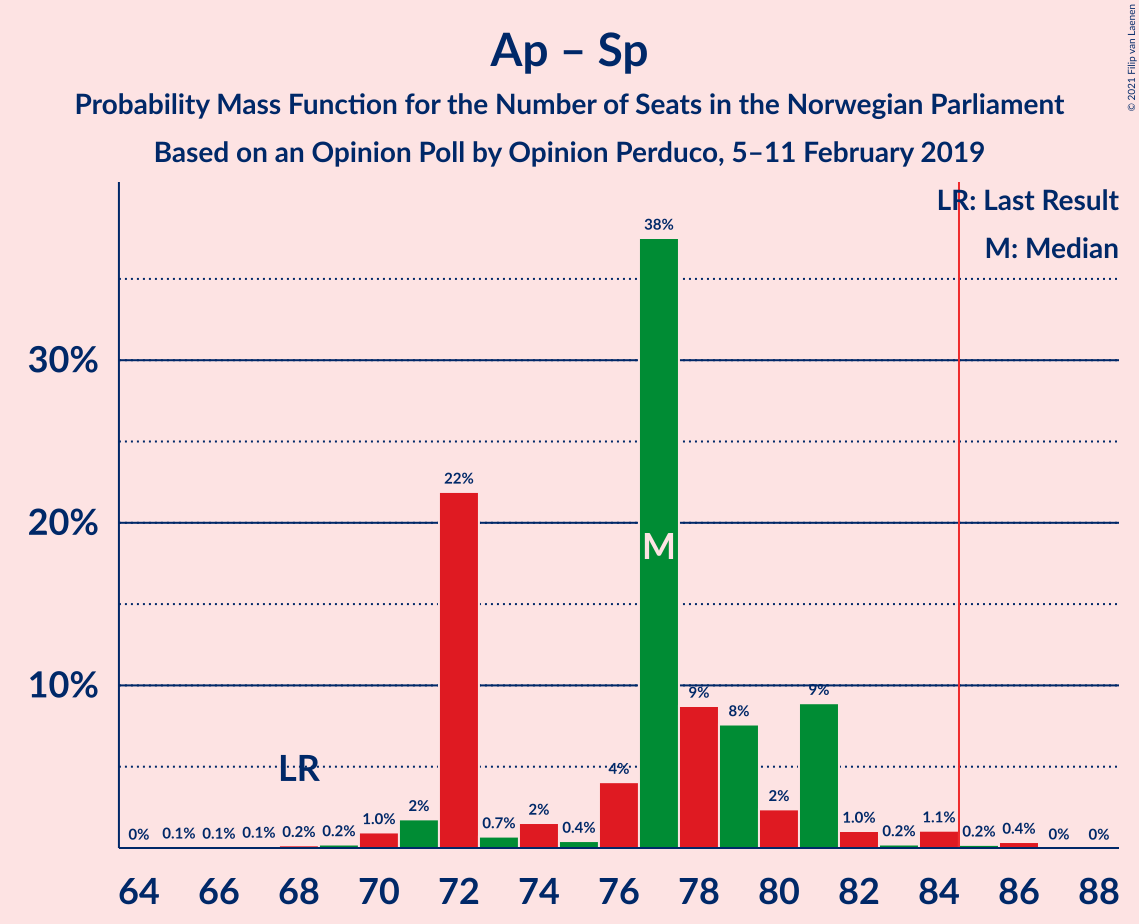 Ap – Sp
Probability Mass Function for the Number of Seats in the Norwegian Parliament
Based on an Opinion Poll by Opinion Perduco, 5–11 February 2019
© 2021 Filip van Laenen
LR: Last Result
M: Median
30%
20%
10%
LR
M
0% 0.1% 0.1% 0.1% 0.2% 0.2% 1.0% 2% 22% 0.7% 2% 0.4% 4% 38% 9% 8% 2% 9% 1.0% 0.2% 1.1% 0.2% 0.4% 0% 0%
64 66 68 70 72 74 76 78 80 82 84 86 88